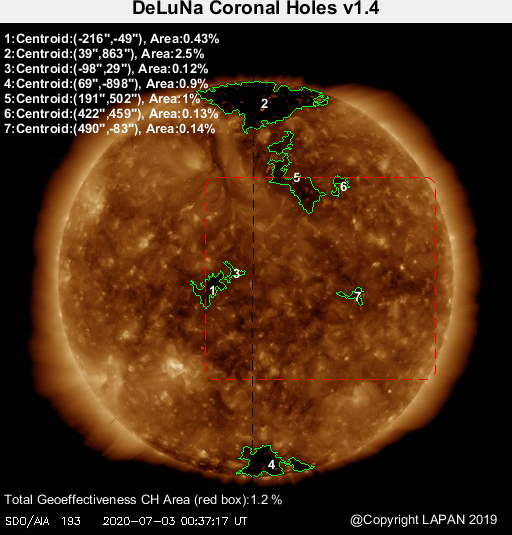 DeLuNa Coronal Holes v1.4
1:Centroid:(-216",-49"), Area:0.43%
2:Centroid:(39",863"), Area:2.5%
3:Centroid:(-98",29"), Area:0.12%
4:Centroid:(69",-898"), Area:0.9%
5:Centroid:(191",502"), Area:1%
6:Centroid:(422",459"), Area:0.13%
7:Centroid:(490",-83"), Area:0.14%
2
5
6
3
1
7
4
Total Geoeffectiveness CH Area (red box):1.2 %
SDO/AIA 193 2020-07-03 00:37:17 UT
@Copyright LAPAN 2019